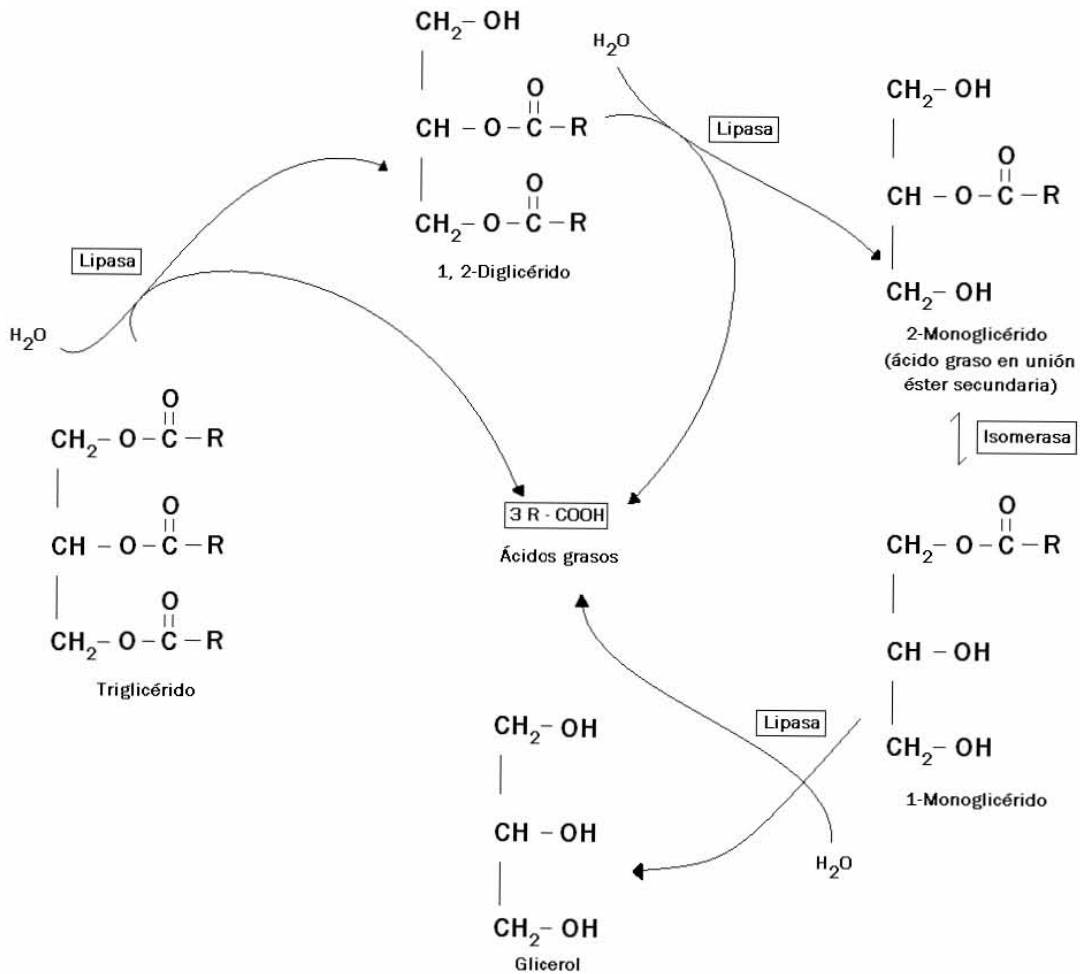 CH₂– OH
O
||
CH – O – C – R
O
||
CH₂– O – C – R
1, 2-Diglicérido
H₂O
Lipasa
CH₂– OH
O
||
CH – O – C – R
CH₂– OH
2-Monoglicérido
(ácido graso en unión
éster secundaria)
Isomerasa
O
||
CH₂– O – C – R
CH – OH
CH₂– OH
1-Monoglicérido
Lipasa
H₂O
O
||
CH₂– O – C – R
O
||
CH – O – C – R
O
||
CH₂– O – C – R
Triglicérido
3 R - COOH
Ácidos grasos
Lipasa
H₂O
CH₂– OH
CH – OH
CH₂– OH
Glicerol